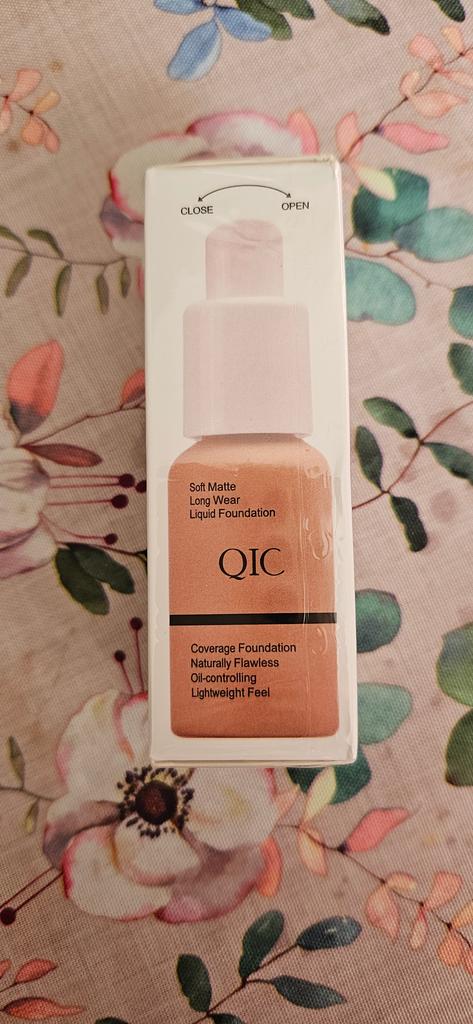 CLOSE OPEN
Soft Matte
Long Wear
Liquid Foundation
QIC
Coverage Foundation
Naturally Flawless
Oil-controlling
Lightweight Feel